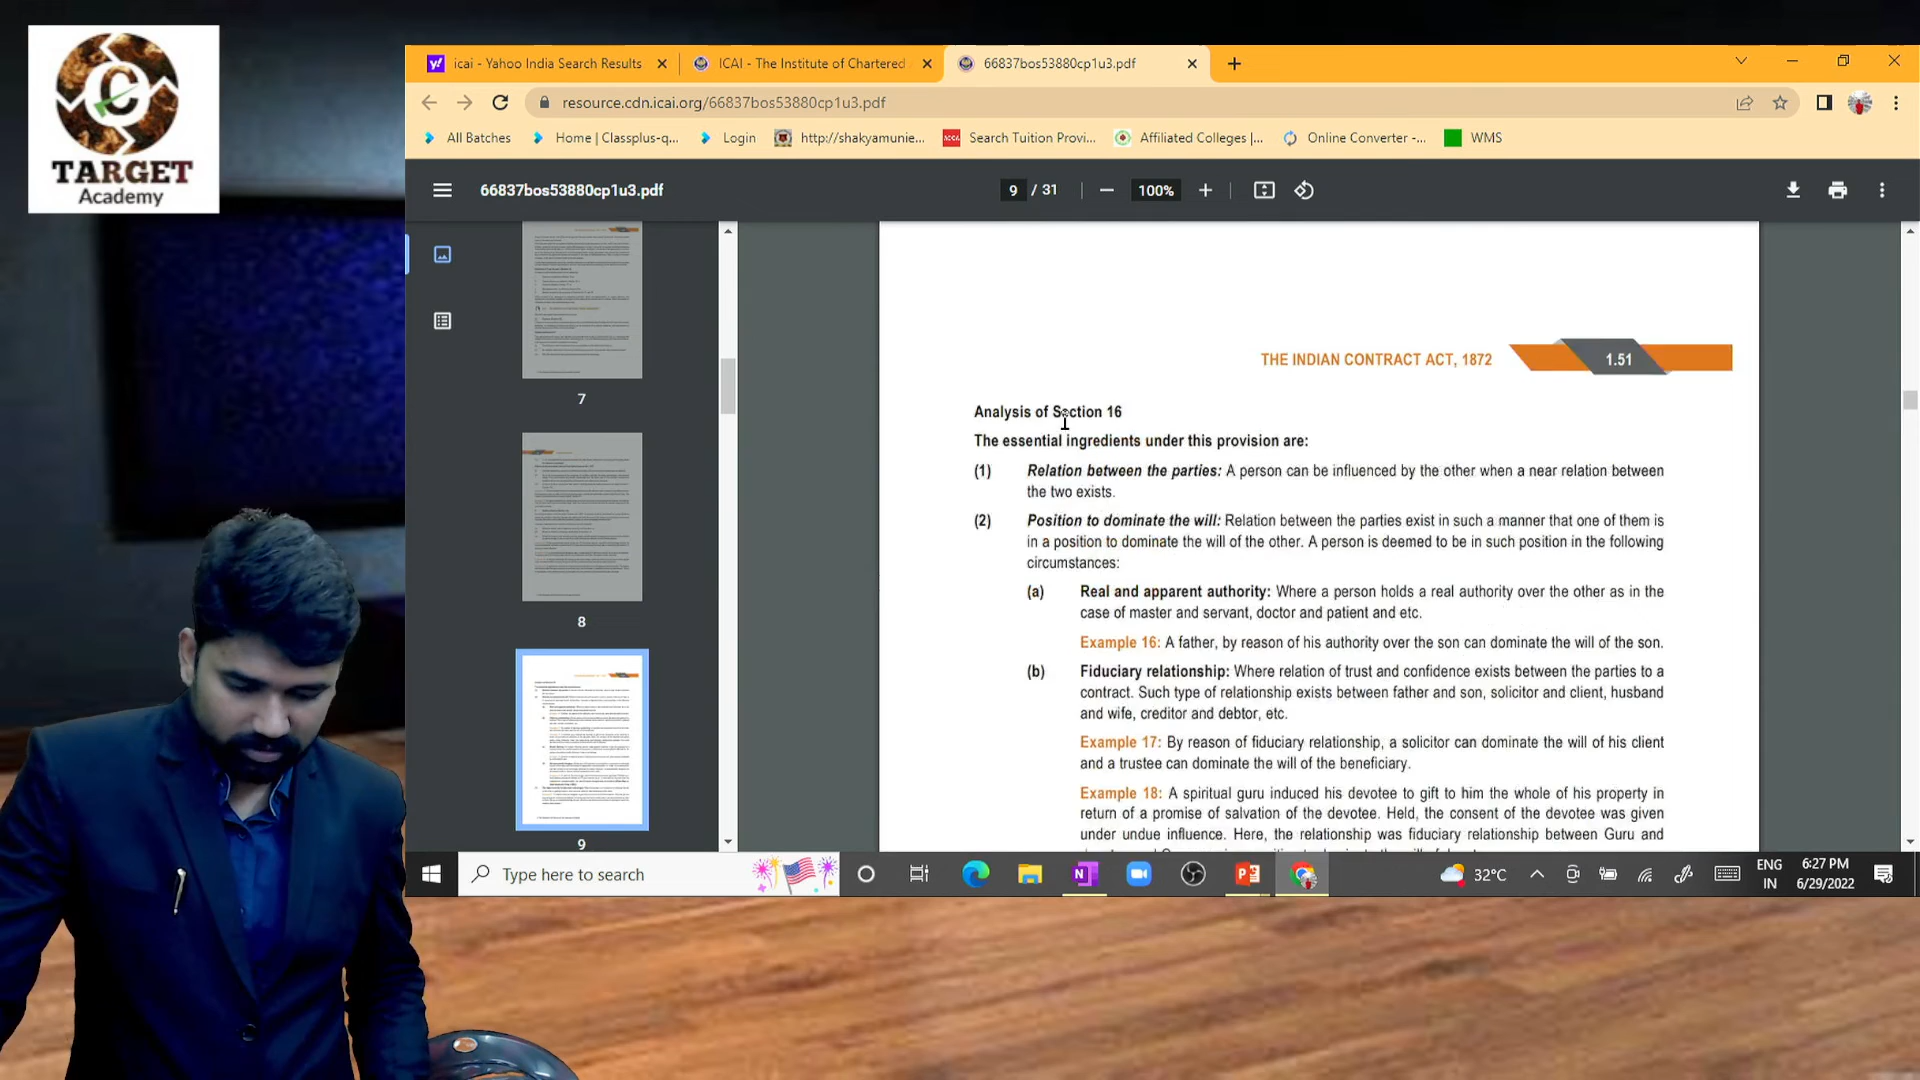 TARGET
Academy
icai - Yahoo India Search Results
ICAI - The Institute of Chartered
66837bos53880cp1u3.pdf
resource.cdn.icai.org/66837bos53880cp1u3.pdf
All Batches
Home | Classplus-q...
Login
http://shakyamunie...
Search Tuition Provi...
Affiliated Colleges |...
Online Converter -...
WMS
66837bos53880cp1u3.pdf
9 / 31
100%
7
8
9
THE INDIAN CONTRACT ACT, 1872
1.51
Analysis of Section 16
The essential ingredients under this provision are:
(1) Relation between the parties: A person can be influenced by the other when a near relation between
the two exists.
(2) Position to dominate the will: Relation between the parties exist in such a manner that one of them is
in a position to dominate the will of the other. A person is deemed to be in such position in the following
circumstances:
(a) Real and apparent authority: Where a person holds a real authority over the other as in the
case of master and servant, doctor and patient and etc.
Example 16: A father, by reason of his authority over the son can dominate the will of the son.
(b) Fiduciary relationship: Where relation of trust and confidence exists between the parties to a
contract. Such type of relationship exists between father and son, solicitor and client, husband
and wife, creditor and debtor, etc.
Example 17: By reason of fiduciary relationship, a solicitor can dominate the will of his client
and a trustee can dominate the will of the beneficiary.
Example 18: A spiritual guru induced his devotee to gift to him the whole of his property in
return of a promise of salvation of the devotee. Held, the consent of the devotee was given
under undue influence. Here, the relationship was fiduciary relationship between Guru and
Type here to search
32°C
ENG
IN
6:27 PM
6/29/2022